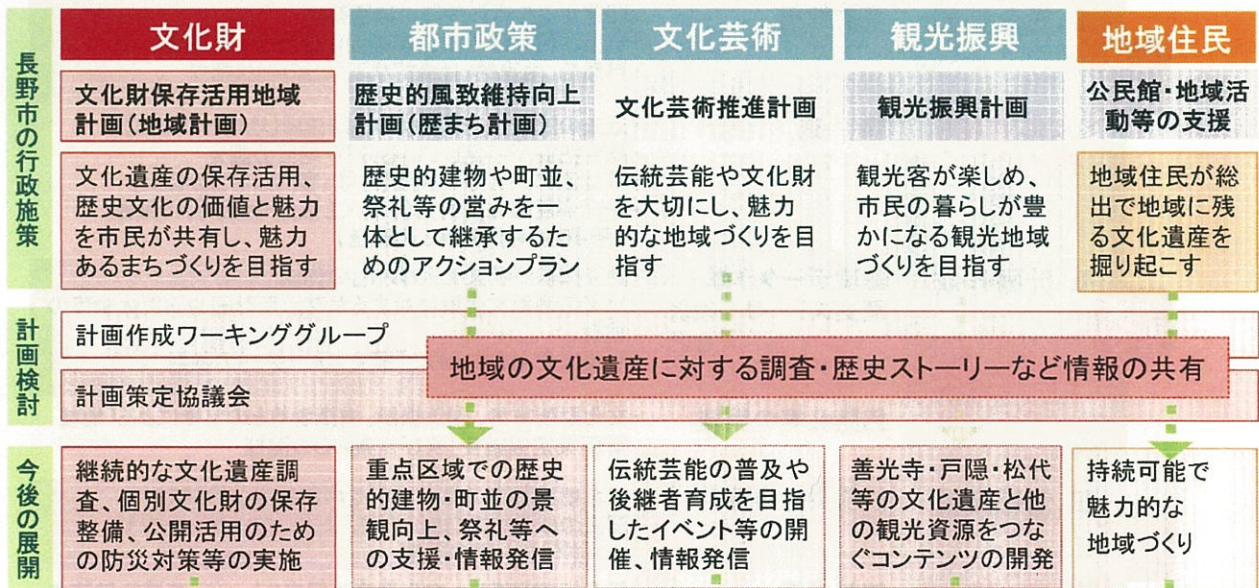 文化財
都市政策
文化芸術
観光振興
地域住民
長野市の行政施策
文化財保存活用地域
計画(地域計画)
歴史的風致維持向上
計画(歴まち計画)
文化芸術推進計画
観光振興計画
公民館・地域活
動等の支援
文化遺産の保存活用、
歴史文化の価値と魅力
を市民が共有し、魅力
あるまちづくりを目指す
歴史的建物や町並、
祭礼等の営みを一
体として継承するた
めのアクションプラン
伝統芸能や文化財
を大切にし、魅力
的な地域づくりを目
指す
観光客が楽しめ、
市民の暮らしが豊
かになる観光地域
づくりを目指す
地域住民が総
出で地域に残
る文化遺産を
掘り起こす
計画検討
計画作成ワーキンググループ
計画策定協議会
地域の文化遺産に対する調査・歴史ストーリーなど情報の共有
今後の展開
継続的な文化遺産調
査、個別文化財の保存
整備、公開活用のため
の防災対策等の実施
重点区域での歴史
的建物・町並の景
観向上、祭礼等へ
の支援・情報発信
伝統芸能の普及や
後継者育成を目指
したイベント等の開
催、情報発信
善光寺・戸隠・松代
等の文化遺産と他
の観光資源をつな
ぐコンテンツの開発
持続可能で
魅力的な
地域づくり